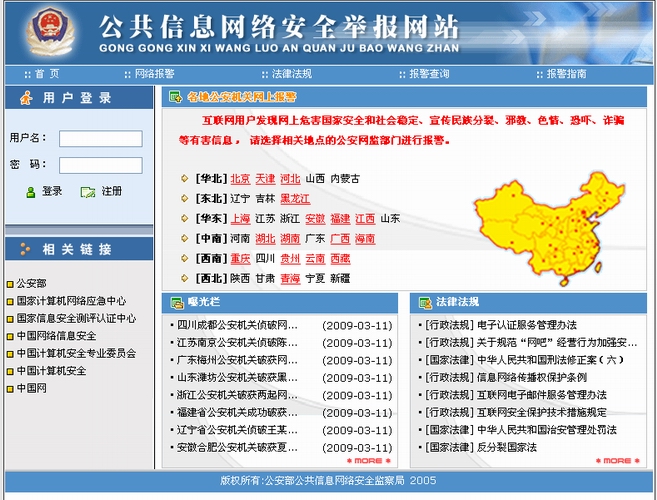 公共信息网络安全举报网站
GONG GONG XIN XI WANG LUO AN QUAN JU BAO WANG ZHAN
:: 首 页 :: 网络报警 :: 法律法规 :: 报警查询 :: 报警指南
用 户 登 录
用户名：
密 码：
登录 注册
相 关 链 接
公安部
国家计算机网络应急中心
国家信息安全测评认证中心
中国网络信息安全
中国计算机安全专业委员会
中国计算机安全
中国网
各地公安机关网上报警
互联网用户发现网上危害国家安全和社会稳定、宣传民族分裂、邪教、色情、恐吓、诈骗
等有害信息， 请选择相关地点的公安网监部门进行报警。
[华北] 北京 天津 河北 山西 内蒙古
[东北] 辽宁 吉林 黑龙江
[华东] 上海 江苏 浙江 安徽 福建 江西 山东
[中南] 河南 湖北 湖南 广东 广西 海南
[西南] 重庆 四川 贵州 云南 西藏
[西北] 陕西 甘肃 青海 宁夏 新疆
曝光栏
• 四川成都公安机关侦破网... (2009-03-11)
• 江苏南京公安机关侦破陈... (2009-03-11)
• 广东梅州公安机关破获网... (2009-03-11)
• 山东潍坊公安机关破获黑... (2009-03-11)
• 浙江公安机关破获两起网... (2009-03-11)
• 福建省公安机关成功破获... (2009-03-11)
• 辽宁省公安机关侦破王某... (2009-03-11)
• 安徽合肥公安机关破获夏... (2009-03-11)
* MORE *
法律法规
• [行政法规] 电子认证服务管理办法
• [行政法规] 关于规范“网吧”经营行为加强安...
• [国家法律] 中华人民共和国刑法修正案（六）
• [行政法规] 信息网络传播权保护条例
• [行政法规] 互联网电子邮件服务管理办法
• [行政法规] 互联网安全保护技术措施规定
• [国家法律] 中华人民共和国治安管理处罚法
• [国家法律] 反分裂国家法
* MORE *
版权所有:公安部公共信息网络安全监察局 2005